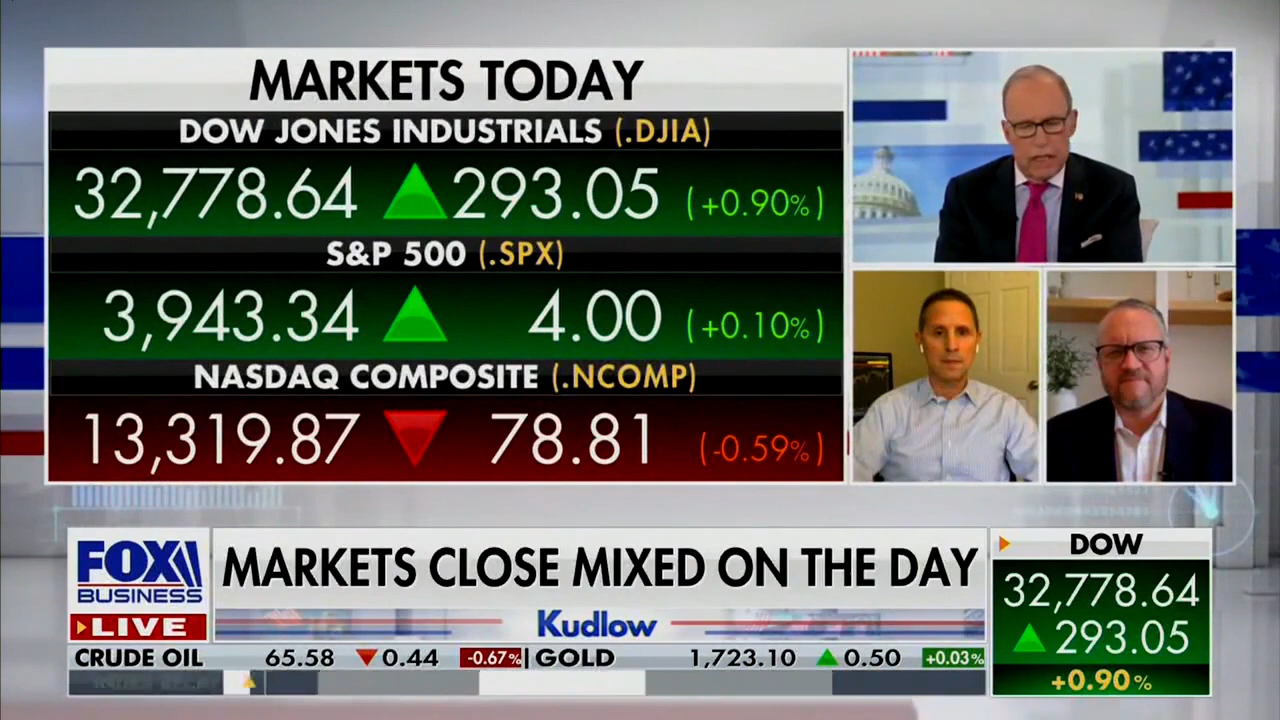 MARKETS TODAY
DOW JONES INDUSTRIALS (.DJIA)
32,778.64 ▲ 293.05 (+0.90%)
S&P 500 (.SPX)
3,943.34 ▲ 4.00 (+0.10%)
NASDAQ COMPOSITE (.NCOMP)
13,319.87 ▼ 78.81 (-0.59%)
FOX
BUSINESS
LIVE
MARKETS CLOSE MIXED ON THE DAY
Kudlow
CRUDE OIL 65.58 ▼ 0.44 -0.67% GOLD 1,723.10 ▲ 0.50 +0.03%
DOW
32,778.64
▲ 293.05
+0.90%